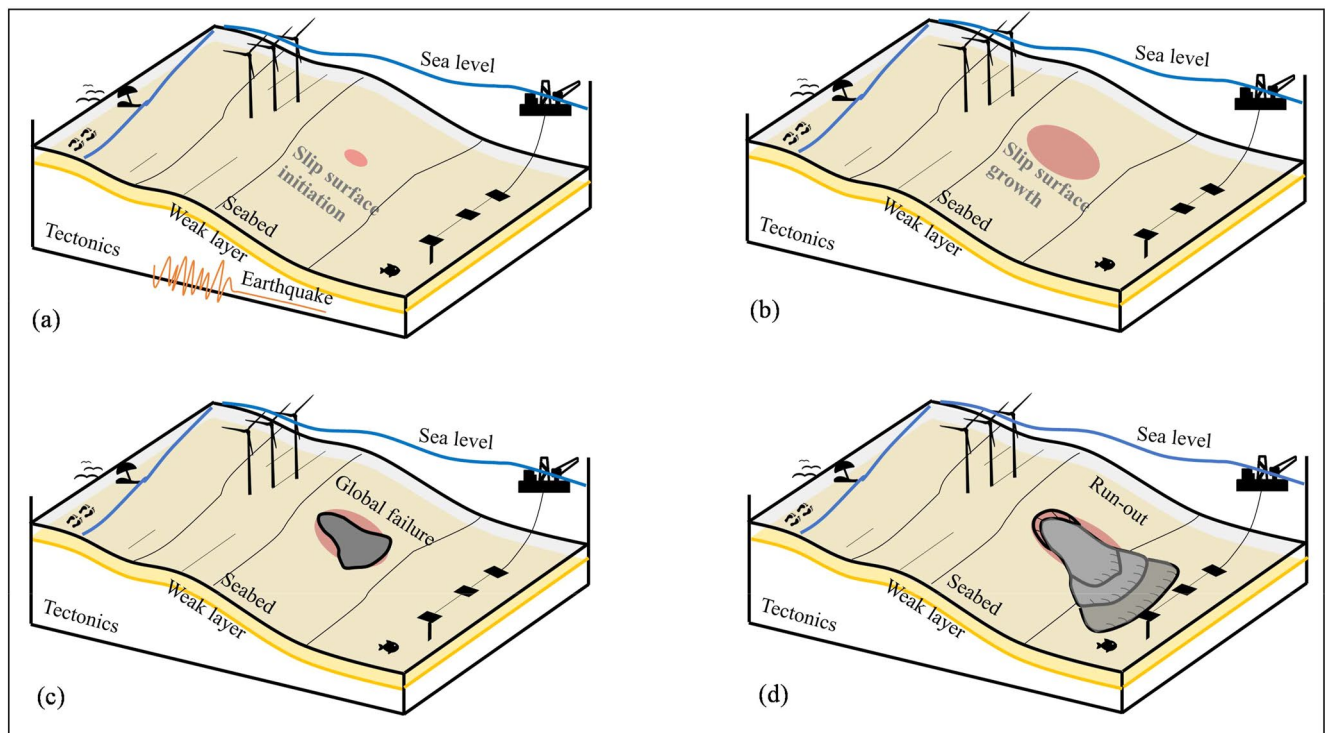 Sea level
Slip surface
initiation
Seabed
Weak layer
Tectonics
Earthquake
(a)
Sea level
Slip surface
growth
Seabed
Weak layer
Tectonics
(b)
Sea level
Global failure
Seabed
Weak layer
Tectonics
(c)
Sea level
Run-out
Seabed
Weak layer
Tectonics
(d)